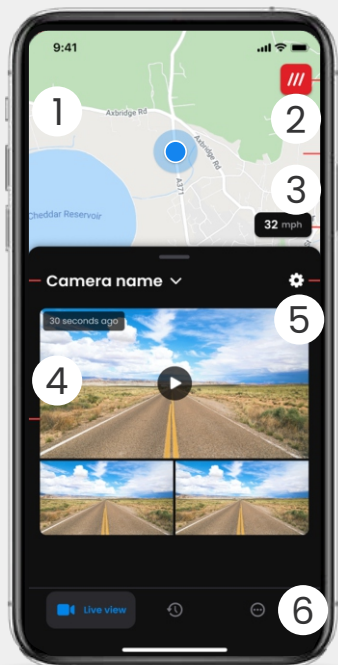 9:41
1
Axbridge Rd
2
Axbridge Rd
3
A371
Cheddar Reservoir
32 mph
Camera name
5
30 seconds ago
4
Live view
6